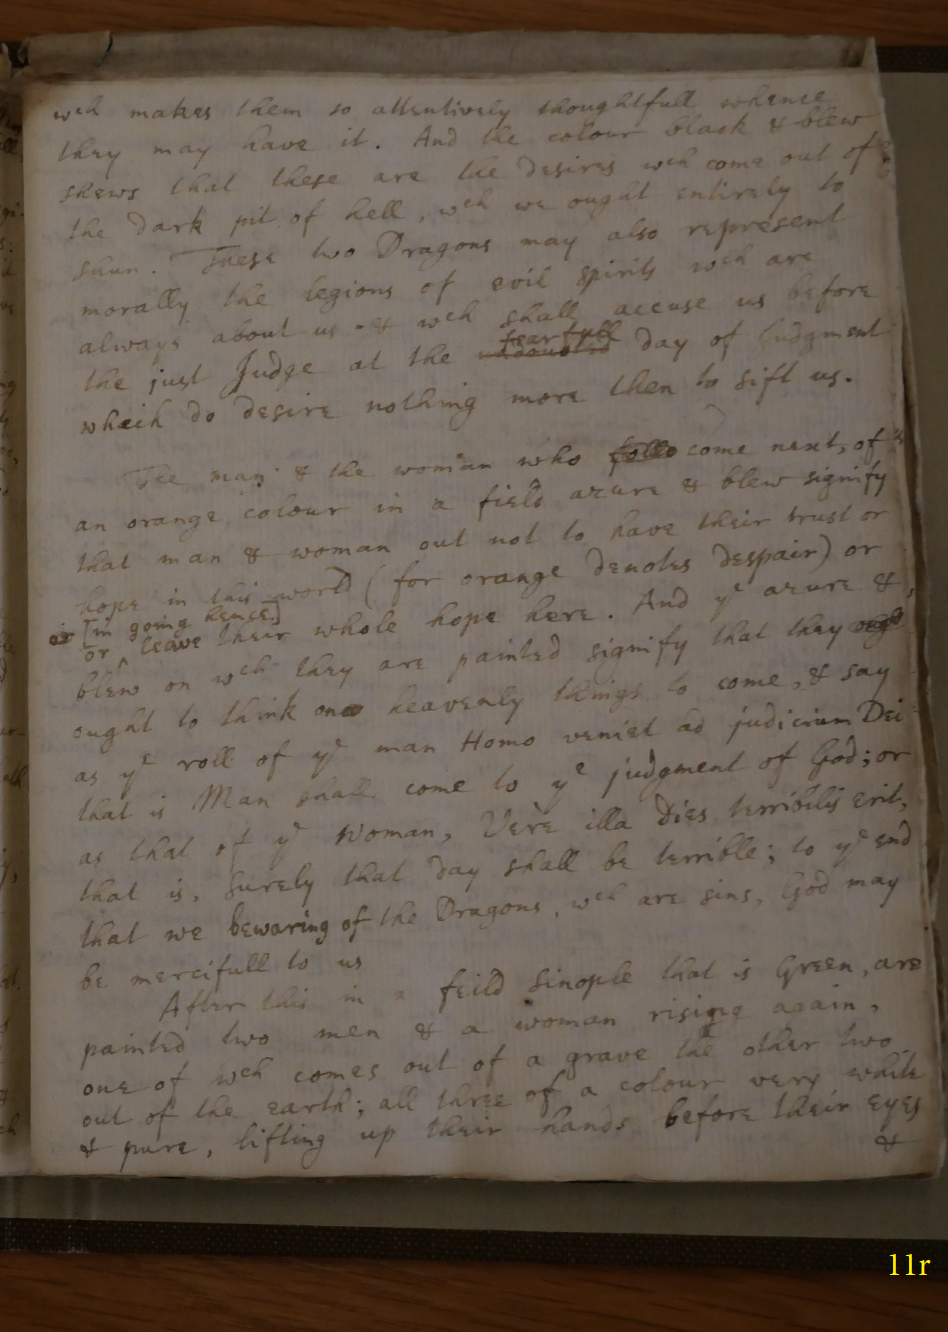 wch makes them so attentively thoughtfull whence
they may have it. And the colour black & blew
shews that these are the desires wch come out of
the dark pit of hell, wch we ought entirely to
shun. These two Dragons may also represent
morally the legions of evil spirits wch are
always about us & wch shall accuse us before
fearfull
the just Judge at the day of Judgment
which do desire nothing more then to sift us.
The man & the woman who follo come next, of
an orange colour in a field azure & blew signify
that man & woman out not to have their trust or
hope in this world (for orange denotes despair) or
[in going hence]
or leave their whole hope here. And ye azure &
blew on wch they are painted signify that they ough
ought to think on heavenly things to come, & say
as ye roll of ye man Homo veniet ad judicium Dei
that is Man shall come to ye judgment of God; or
as that of ye woman, Vere illa dies terribilis erit,
that is, surely that day shall be terrible; to ye end
that we bewaring of the Dragons, wch are sins, God may
be mercifull to us
After this in a feild sinople that is Green, are
painted two men & a woman rising again,
one of wch comes out of a grave the other two
out of the earth; all three of a colour very white
& pure, lifting up their hands before their eyes
&
11r